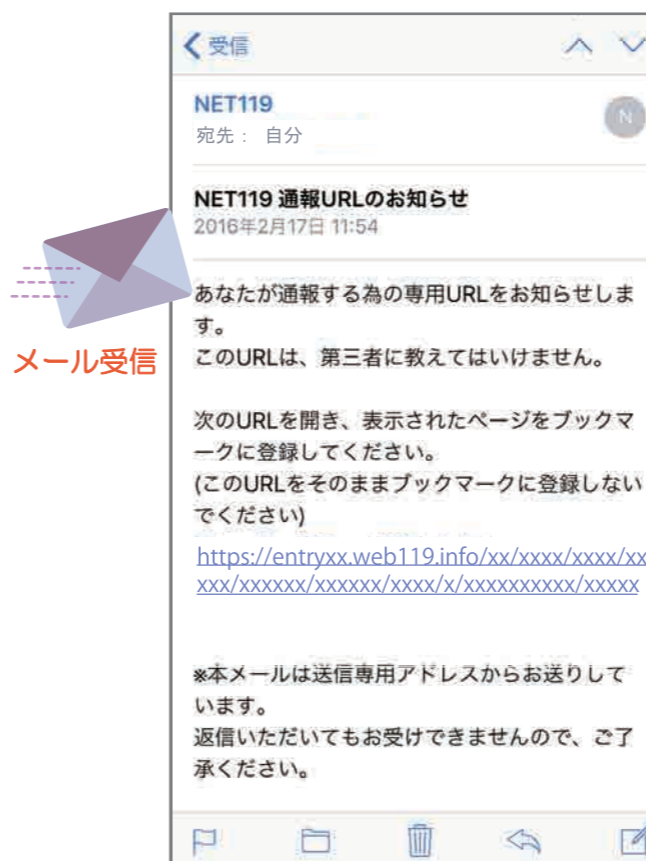 受信
NET119
N
宛先： 自分
NET119 通報URLのお知らせ
2016年2月17日 11:54
メール受信
あなたが通報する為の専用URLをお知らせしま
す。
このURLは、第三者に教えてはいけません。
次のURLを開き、表示されたページをブックマ
ークに登録してください。
(このURLをそのままブックマークに登録しない
でください)
https://entryxx.web119.info/xx/xxxx/xxxx/xx
xxx/xxxxxx/xxxxxx/xxxx/x/xxxxxxxxxx/xxxxx
※本メールは送信専用アドレスからお送りして
います。
返信いただいてもお受けできませんので、ご了
承ください。